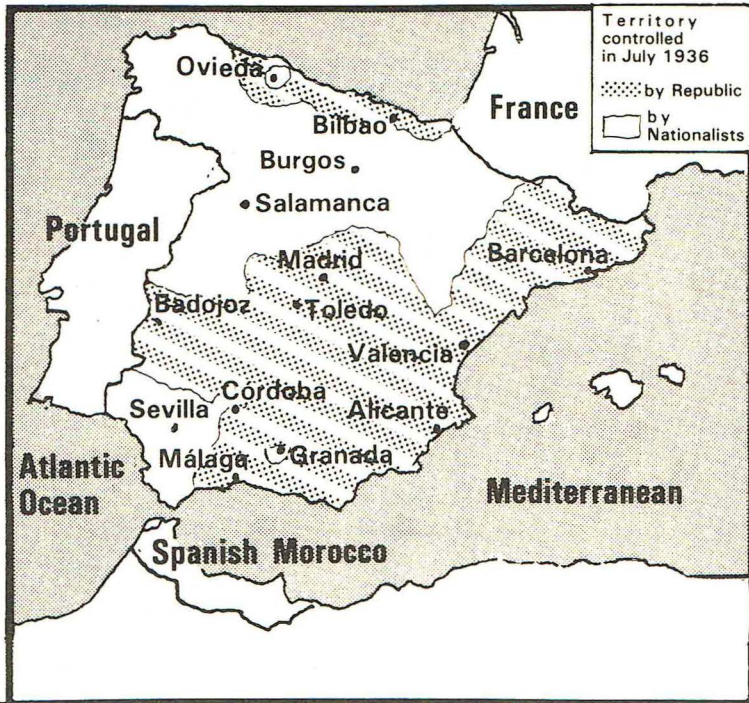 Territory
controlled
in July 1936
by Republic
by
Nationalists
Ovieda
France
Bilbao
Burgos
Salamanca
Portugal
Barcelona
Madrid
Badojoz
Toledo
Valencia
Córdoba
Sevilla
Alicante
Atlantic
Ocean
Málaga
Granada
Mediterranean
Spanish Morocco